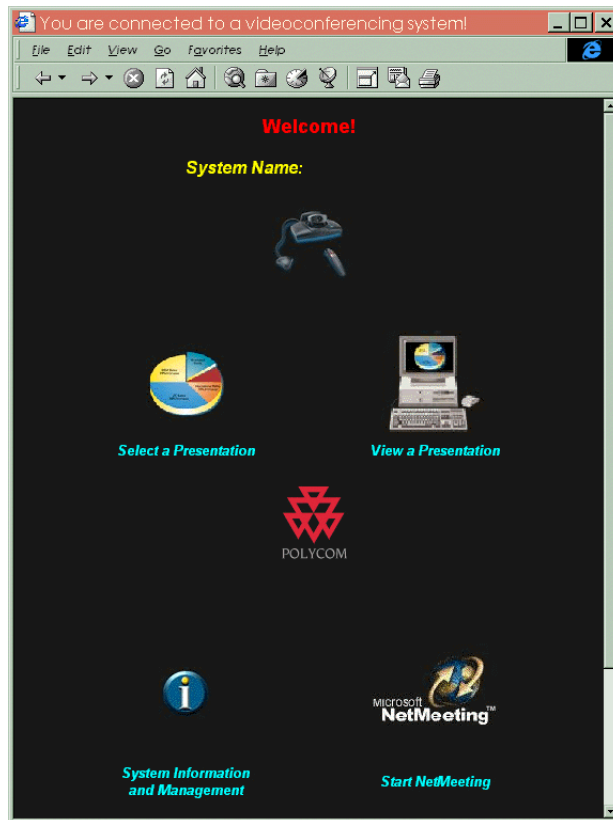 You are connected to a videoconferencing system!
File Edit View Go Favorites Help
Welcome!
System Name:
Select a Presentation
View a Presentation
POLYCOM
Microsoft
NetMeeting™
System Information
and Management
Start NetMeeting